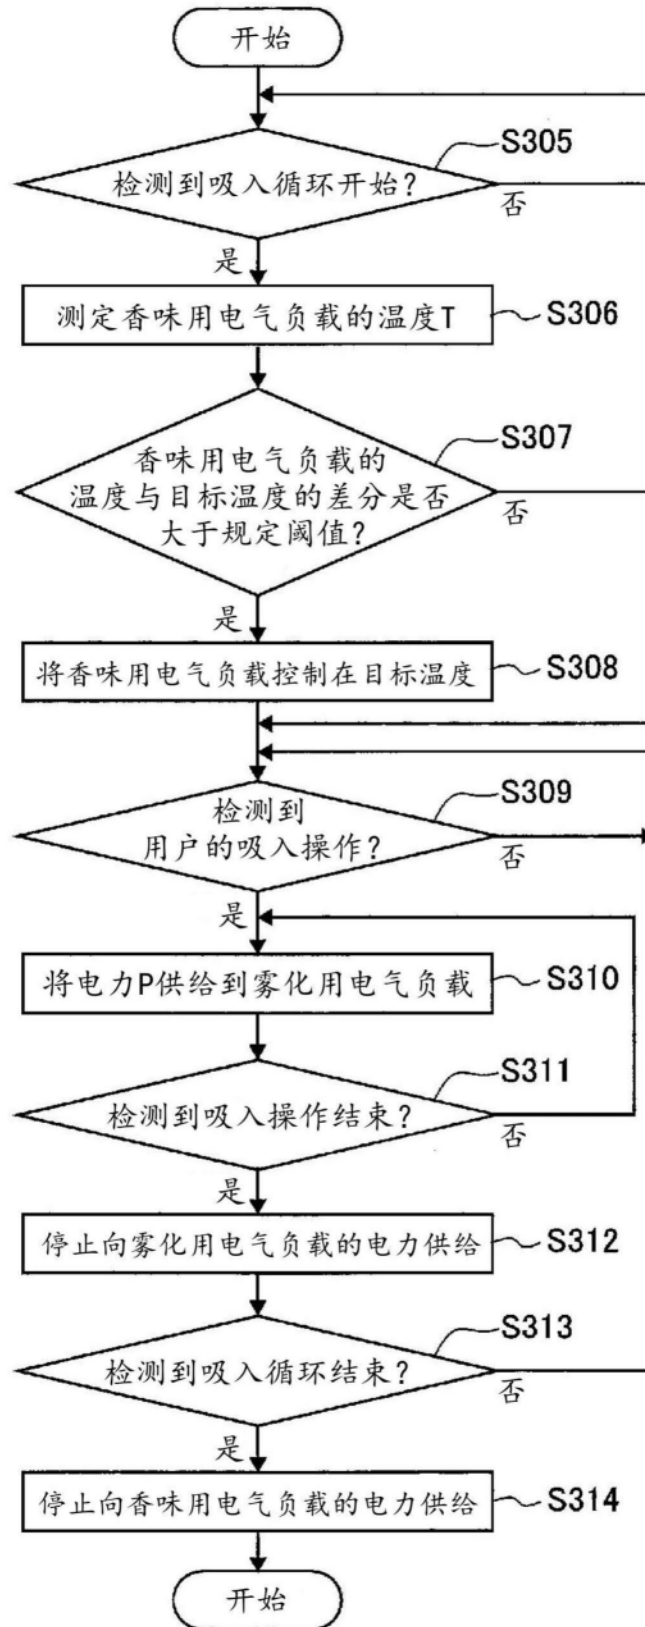 开始
S305
检测到吸入循环开始?
否
是
测定香味用电气负载的温度T
S306
S307
香味用电气负载的
温度与目标温度的差分是否
大于规定阈值?
否
是
将香味用电气负载控制在目标温度
S308
S309
检测到
用户的吸入操作?
否
是
将电力P供给到雾化用电气负载
S310
S311
检测到吸入操作结束?
否
是
停止向雾化用电气负载的电力供给
S312
S313
检测到吸入循环结束?
否
是
停止向香味用电气负载的电力供给
S314
开始